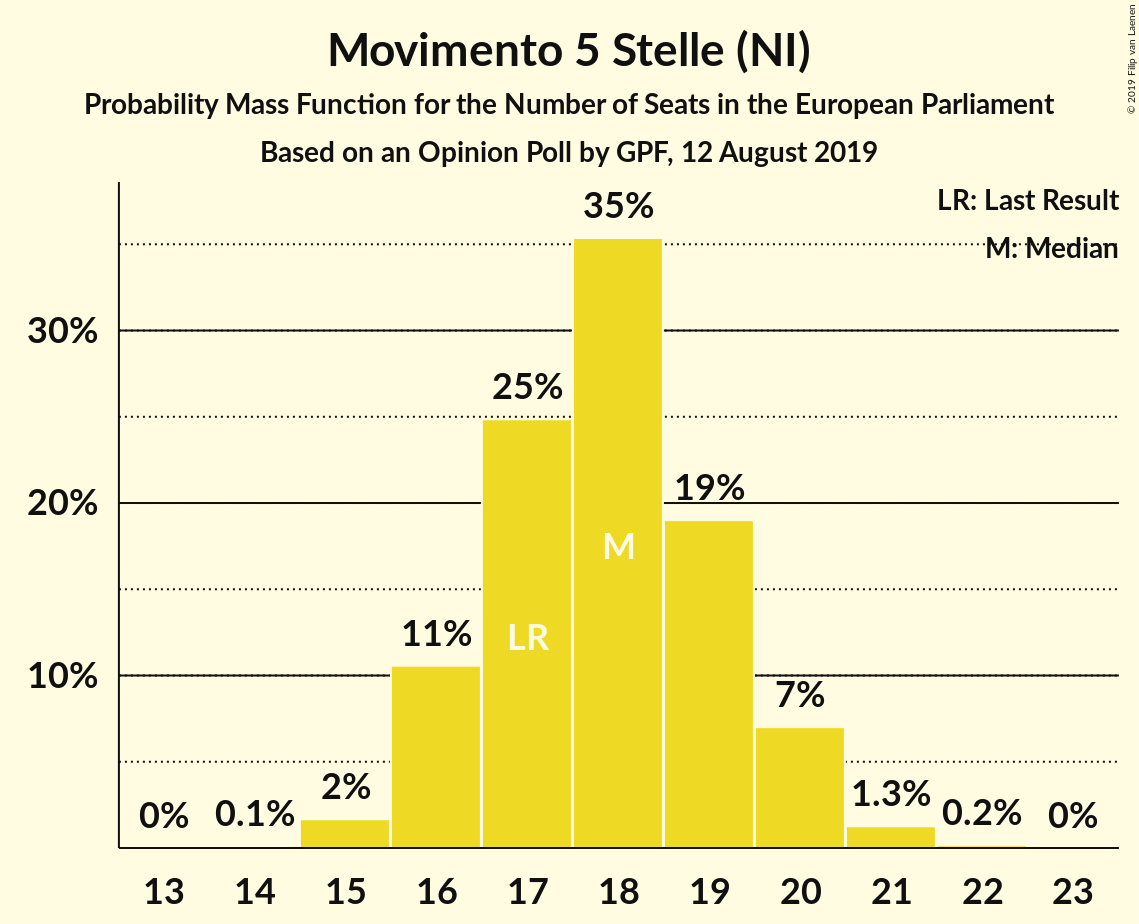 Movimento 5 Stelle (NI)
Probability Mass Function for the Number of Seats in the European Parliament
Based on an Opinion Poll by GPF, 12 August 2019
© 2019 Filip van Laenen
LR: Last Result
M: Median
30%
20%
10%
0%
0.1%
2%
11%
25%
35%
19%
7%
1.3%
0.2%
0%
LR
M
13 14 15 16 17 18 19 20 21 22 23